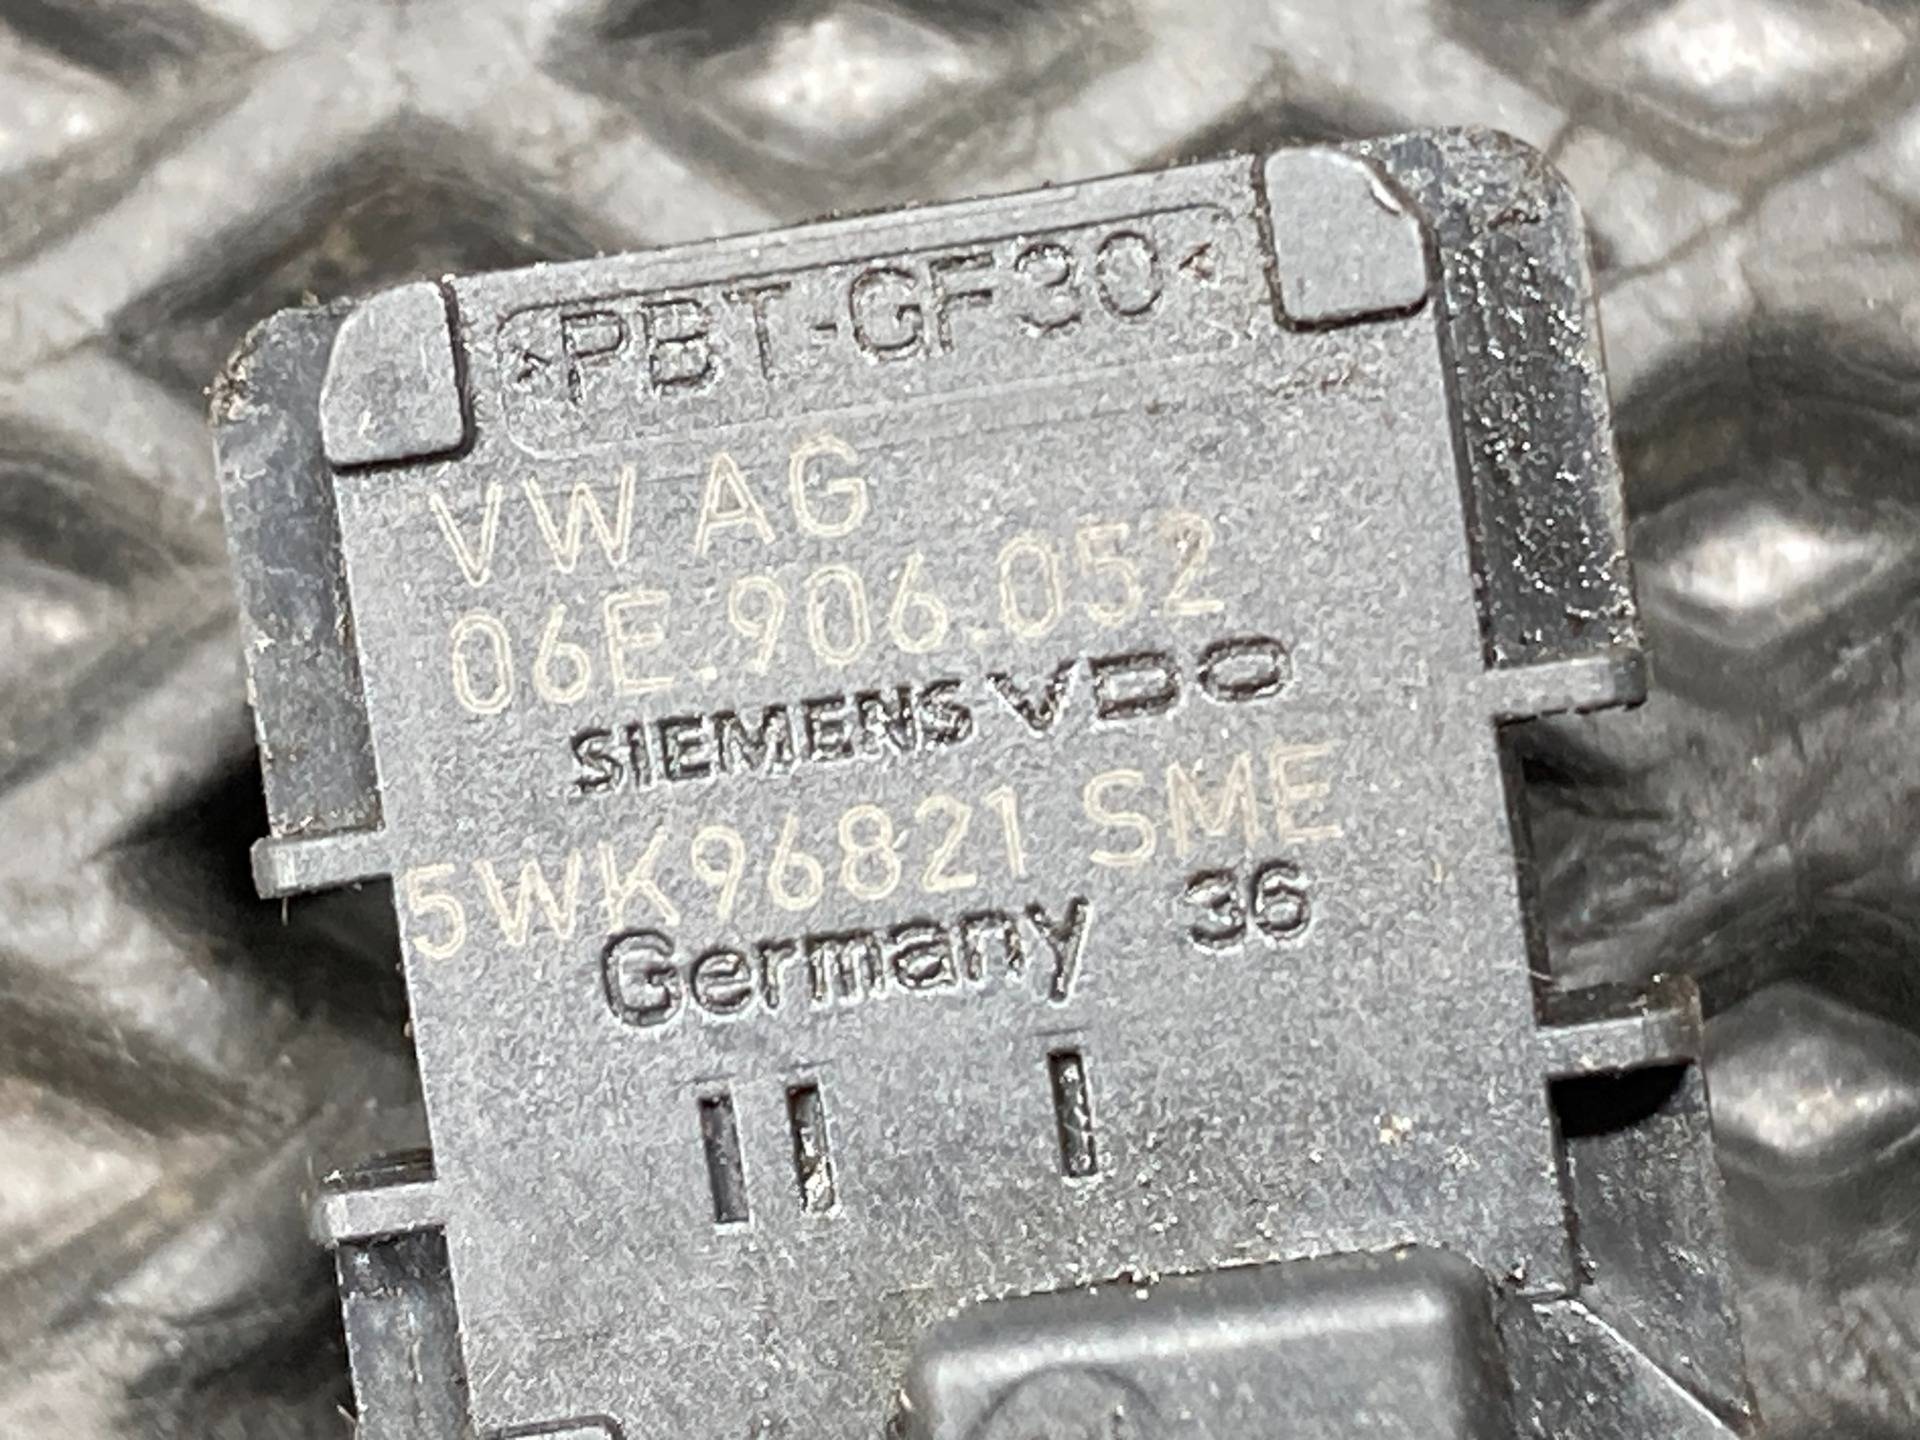 >PBT-GF30<
VW AG
06E.906.052
SIEMENS VDO
5WK96821 SME
Germany 36